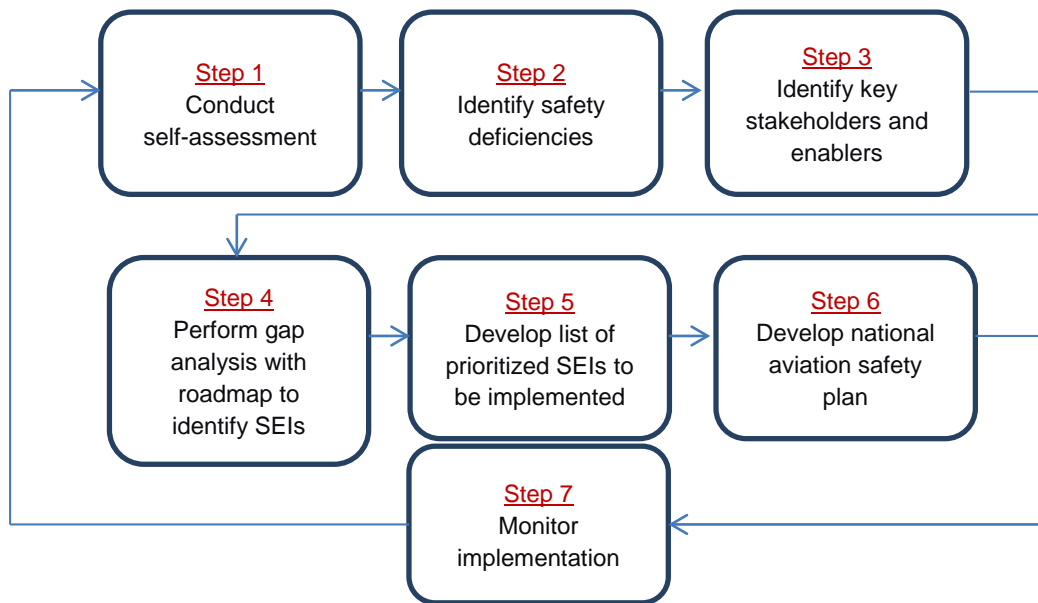 Step 1
Conduct
self-assessment
Step 2
Identify safety
deficiencies
Step 3
Identify key
stakeholders and
enablers
Step 4
Perform gap
analysis with
roadmap to
identify SEIs
Step 5
Develop list of
prioritized SEIs to
be implemented
Step 6
Develop national
aviation safety
plan
Step 7
Monitor
implementation